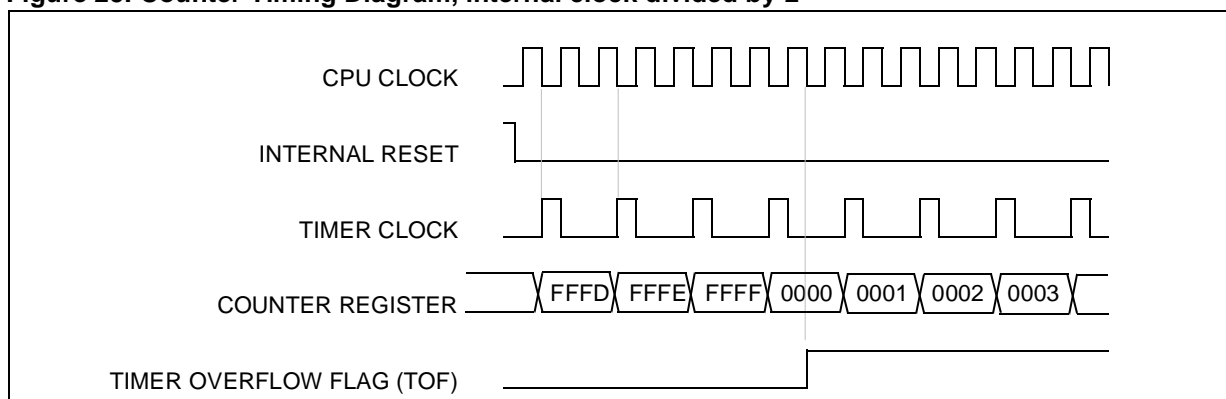 Figure Counter Timing Diagram, internal clock divided by 2
CPU CLOCK
INTERNAL RESET
TIMER CLOCK
COUNTER REGISTER FFFD FFFE FFFF 0000 0001 0002 0003
TIMER OVERFLOW FLAG (TOF)